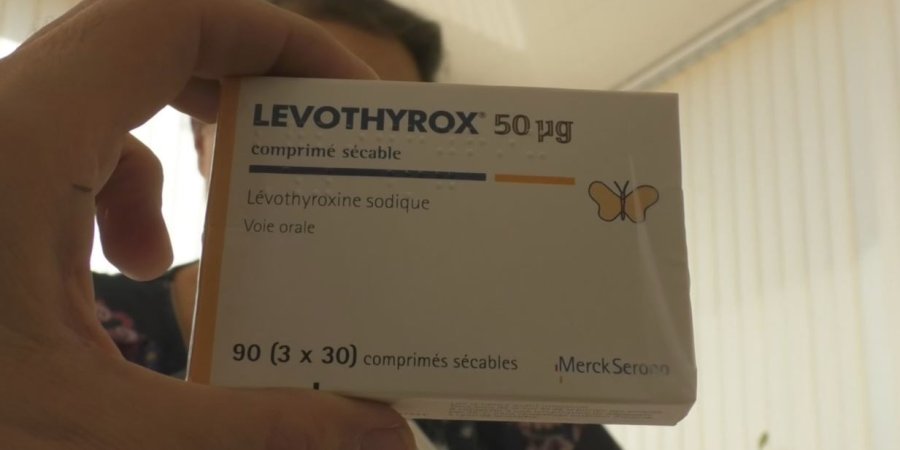 LEVOTHYROX® 50 µg
comprimé sécable
Lévothyroxine sodique
Voie orale
90 (3 x 30) comprimés sécables
Merck Serono